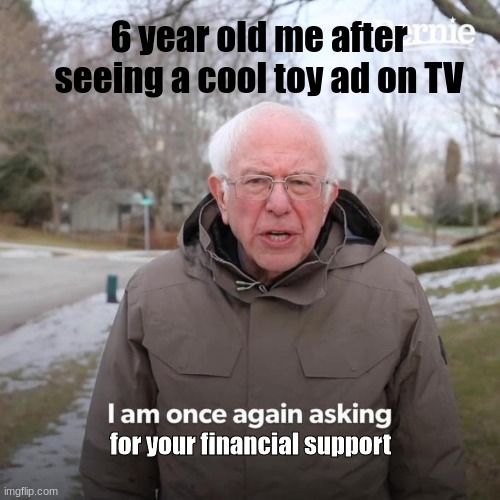 6 year old me after
seeing a cool toy ad on TV
Bernie
I am once again asking
for your financial support
imgflip.com